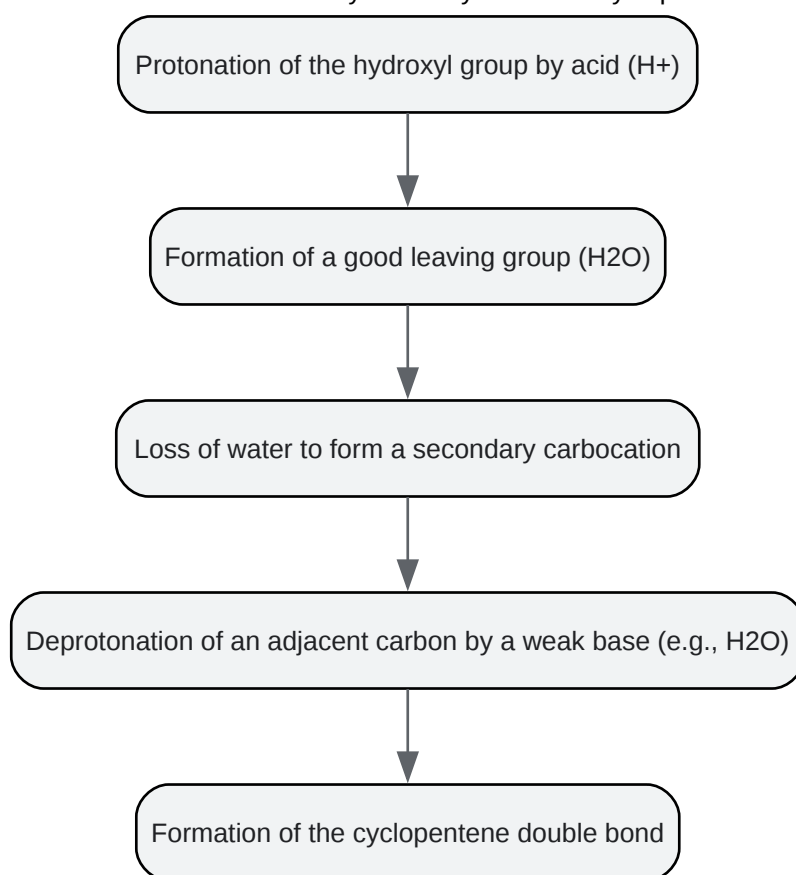 Protonation of the hydroxyl group by acid (H+)
Formation of a good leaving group (H2O)
Loss of water to form a secondary carbocation
Deprotonation of an adjacent carbon by a weak base (e.g., H2O)
Formation of the cyclopentene double bond